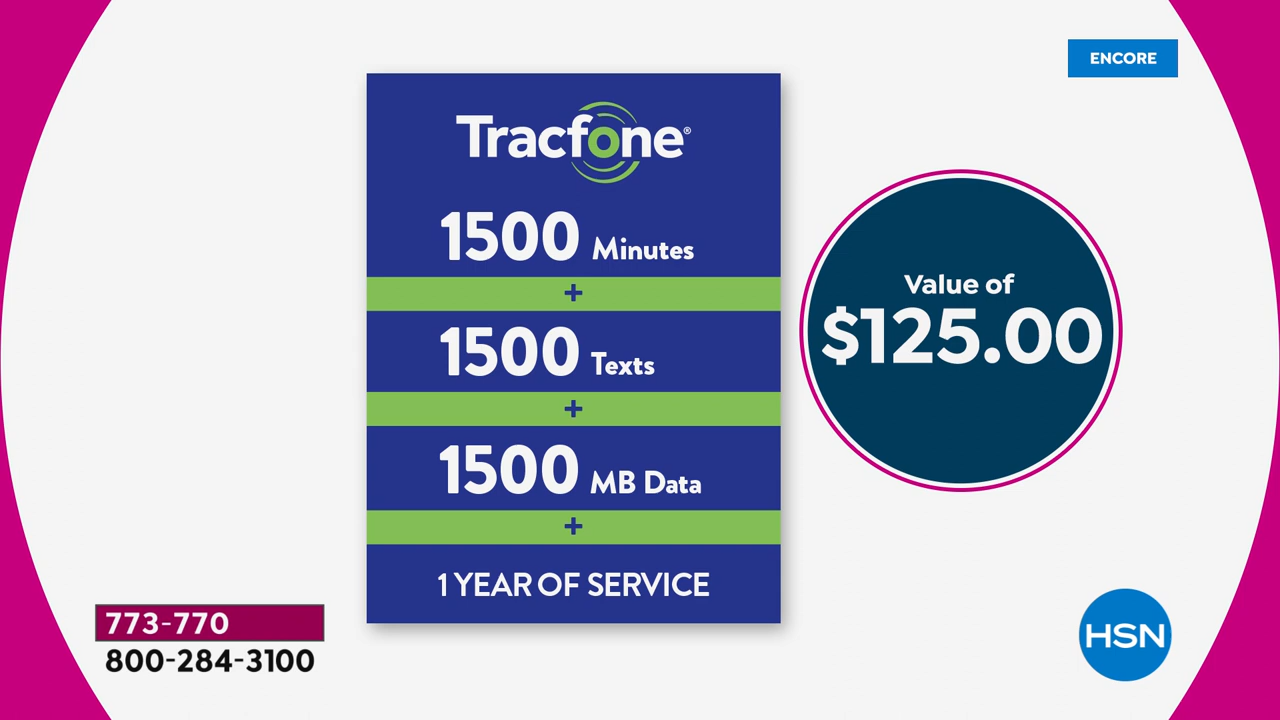 ENCORE
Tracfone®
1500 Minutes
+
1500 Texts
+
1500 MB Data
+
1 YEAR OF SERVICE
Value of
$125.00
773-770
800-284-3100
HSN